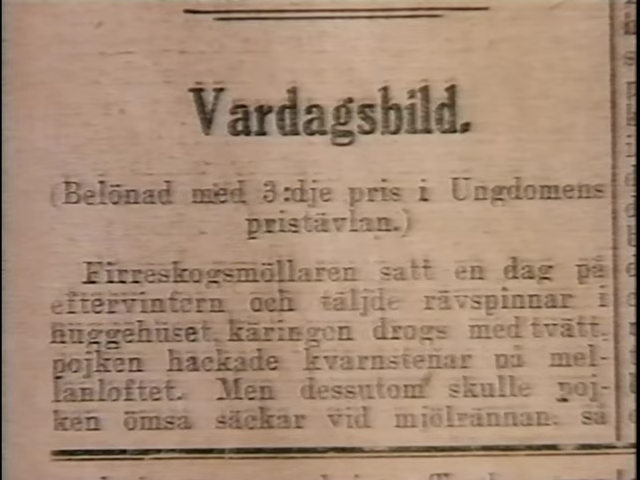 Vardagsbild.
(Belönad med 3:dje pris i Ungdomens
pristävlan.)
Firreskogsmöllaren satt en dag på
eftervintern och täljde rävspinnar i
huggehuset, käringen drogs med tvätt,
pojken hackade kvarnstenar på mel-
lanloftet. Men dessutom skulle poj-
ken ömsa säckar vid mjölrännan, så